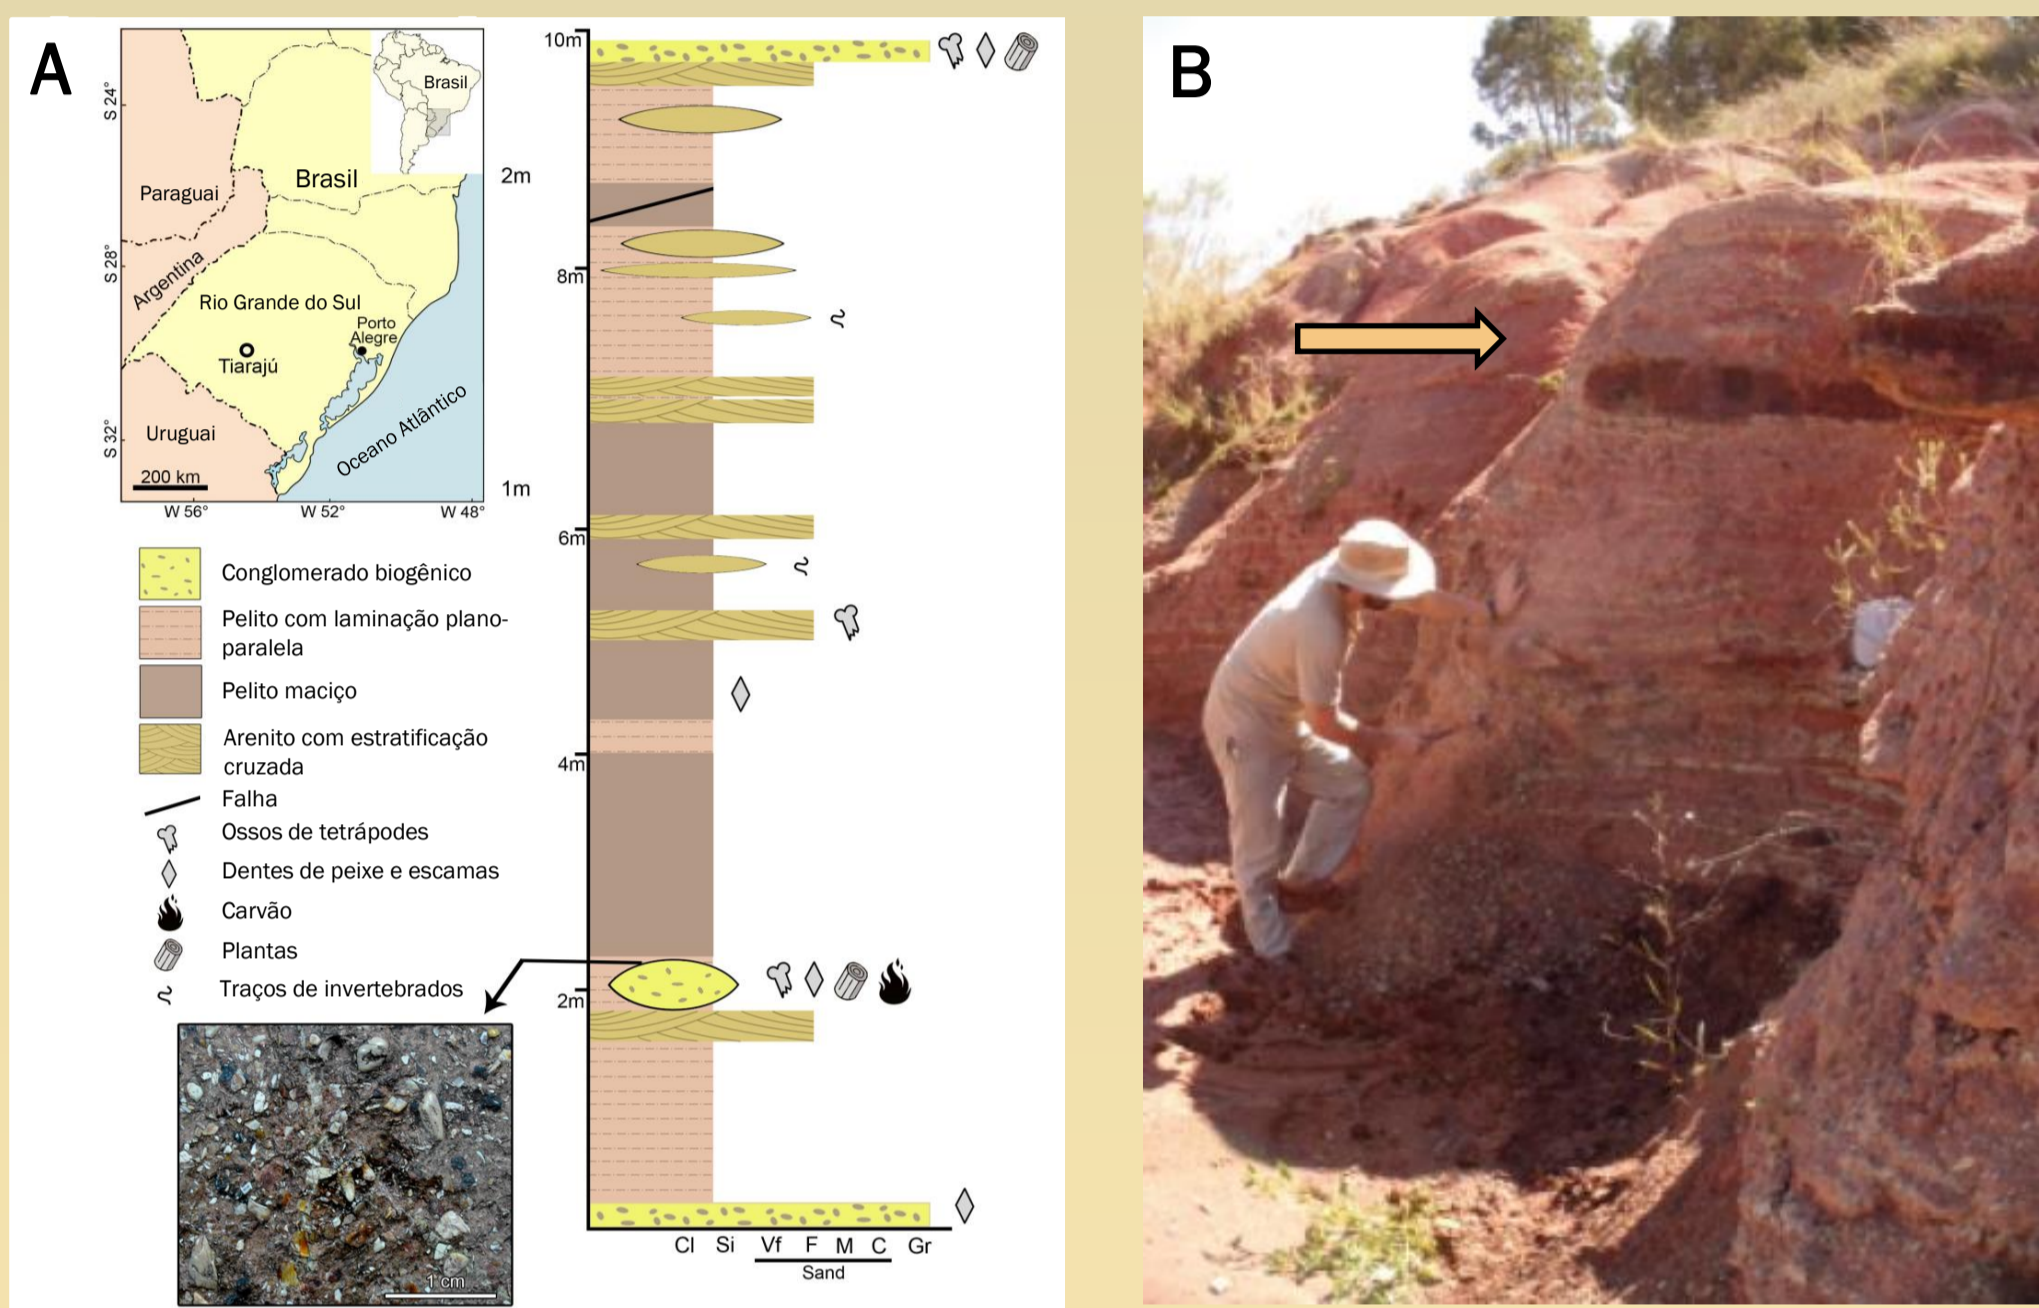 A
S 24°
S 28°
S 32°
Brasil
Brasil
Paraguai
Argentina
Rio Grande do Sul
Porto
Alegre
Tiarajú
Uruguai
Oceano Atlântico
200 km
W 56°
W 52°
W 48°
2m
1m
Conglomerado biogênico
Pelito com laminação plano-
paralela
Pelito maciço
Arenito com estratificação
cruzada
Falha
Ossos de tetrápodes
Dentes de peixe e escamas
Carvão
Plantas
Traços de invertebrados
1 cm
10m
8m
6m
4m
2m
Cl Si Vf F M C Gr
Sand
B